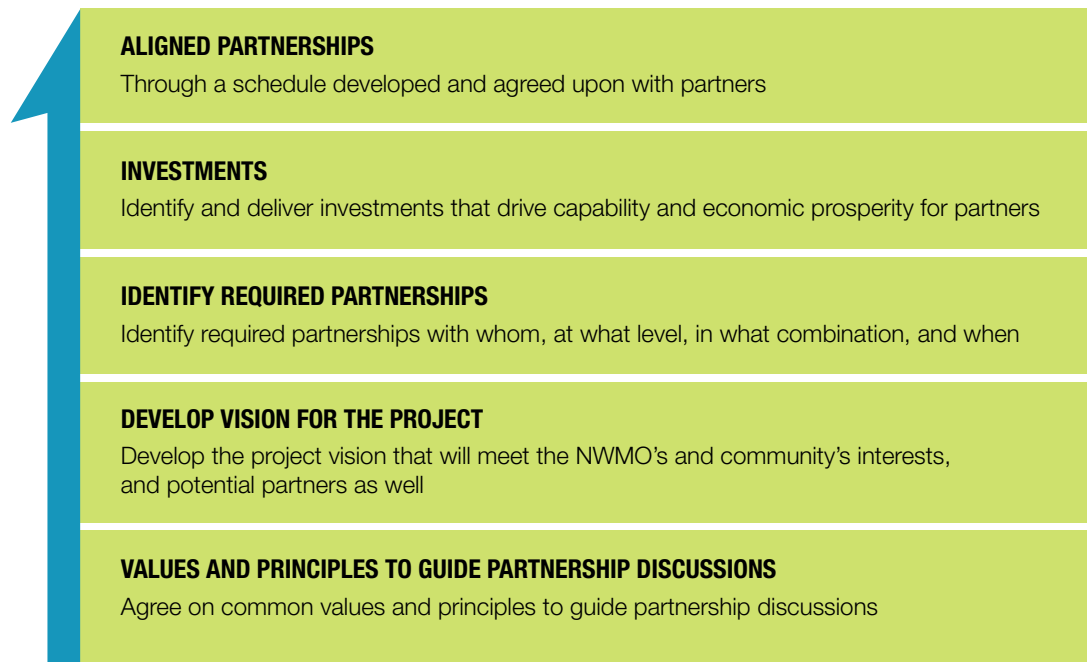 ALIGNED PARTNERSHIPS
Through a schedule developed and agreed upon with partners
INVESTMENTS
Identify and deliver investments that drive capability and economic prosperity for partners
IDENTIFY REQUIRED PARTNERSHIPS
Identify required partnerships with whom, at what level, in what combination, and when
DEVELOP VISION FOR THE PROJECT
Develop the project vision that will meet the NWMO's and community's interests,
and potential partners as well
VALUES AND PRINCIPLES TO GUIDE PARTNERSHIP DISCUSSIONS
Agree on common values and principles to guide partnership discussions